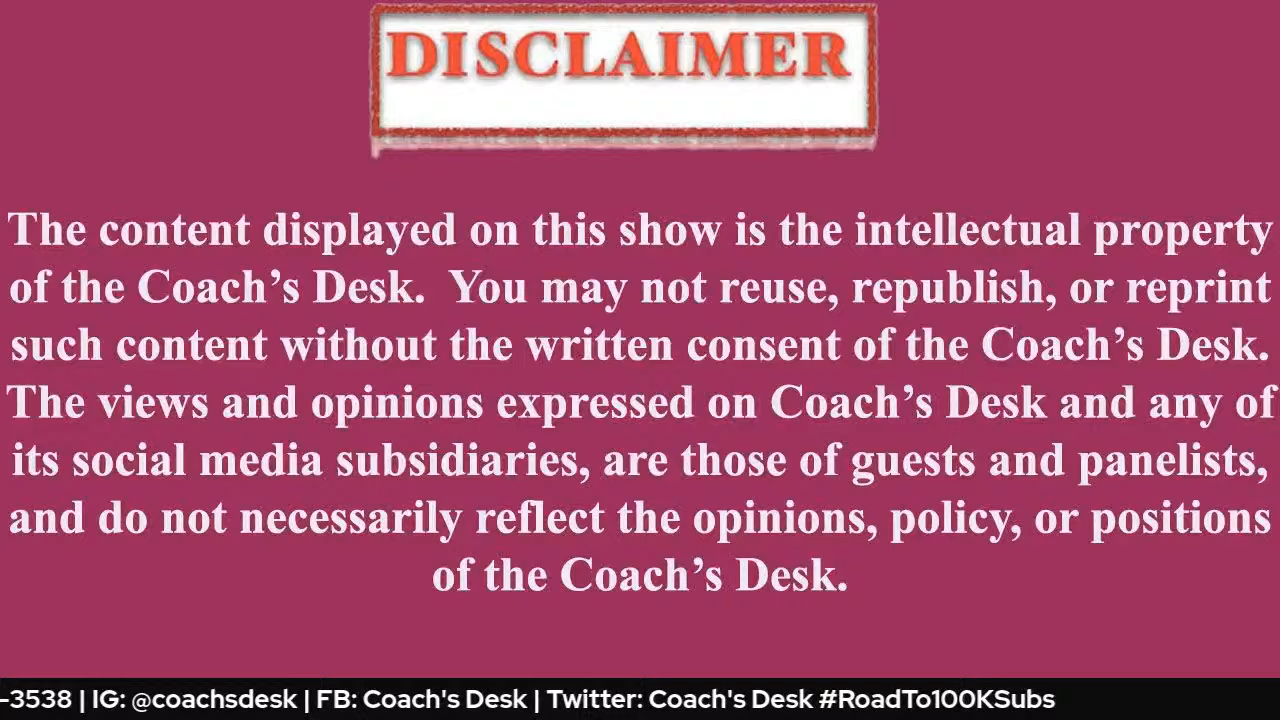 DISCLAIMER
The content displayed on this show is the intellectual property
of the Coach’s Desk.  You may not reuse, republish, or reprint
such content without the written consent of the Coach’s Desk.
The views and opinions expressed on Coach’s Desk and any of
its social media subsidiaries, are those of guests and panelists,
and do not necessarily reflect the opinions, policy, or positions
of the Coach’s Desk.
-3538 | IG: @coachsdesk | FB: Coach's Desk | Twitter: Coach's Desk #RoadTo100KSubs